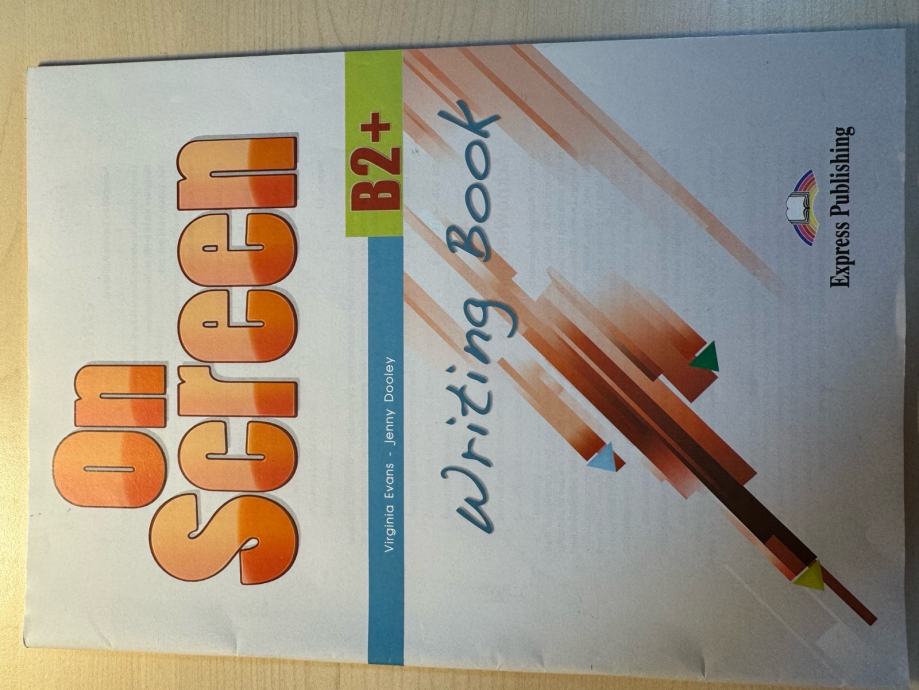 On
Screen
B2+
Virginia Evans - Jenny Dooley
Writing Book
Express Publishing